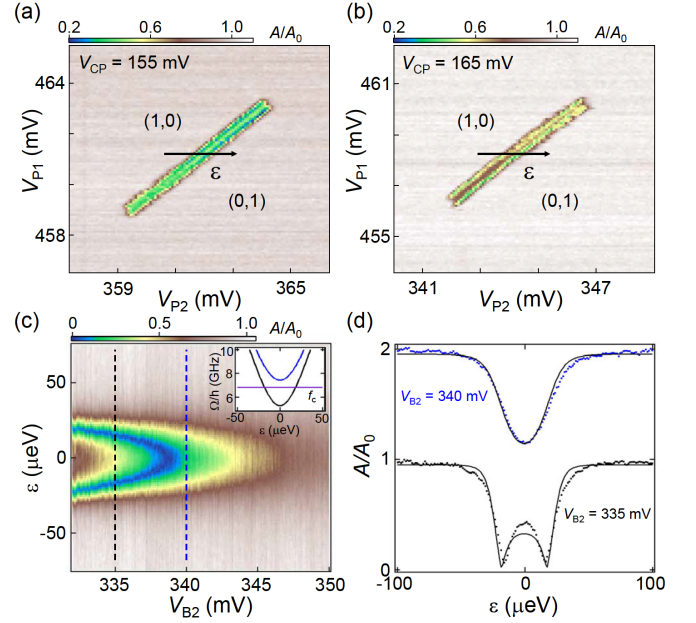 (a)
0.2 0.6 1.0 A/A0
VCP = 155 mV
464
458
VP1 (mV)
(1,0)
ε
(0,1)
359 365
VP2 (mV)
(b)
0.2 0.6 1.0 A/A0
VCP = 165 mV
461
455
VP1 (mV)
(1,0)
ε
(0,1)
341 347
VP2 (mV)
(c)
0 0.5 1.0 A/A0
50
0
-50
ε (μeV)
335 340 345 350
VB2 (mV)
10
8
6
Ω/h (GHz)
fc
-50 0 50
ε (μeV)
(d)
2
1
0
A/A0
VB2 = 340 mV
VB2 = 335 mV
-100 0 100
ε (μeV)